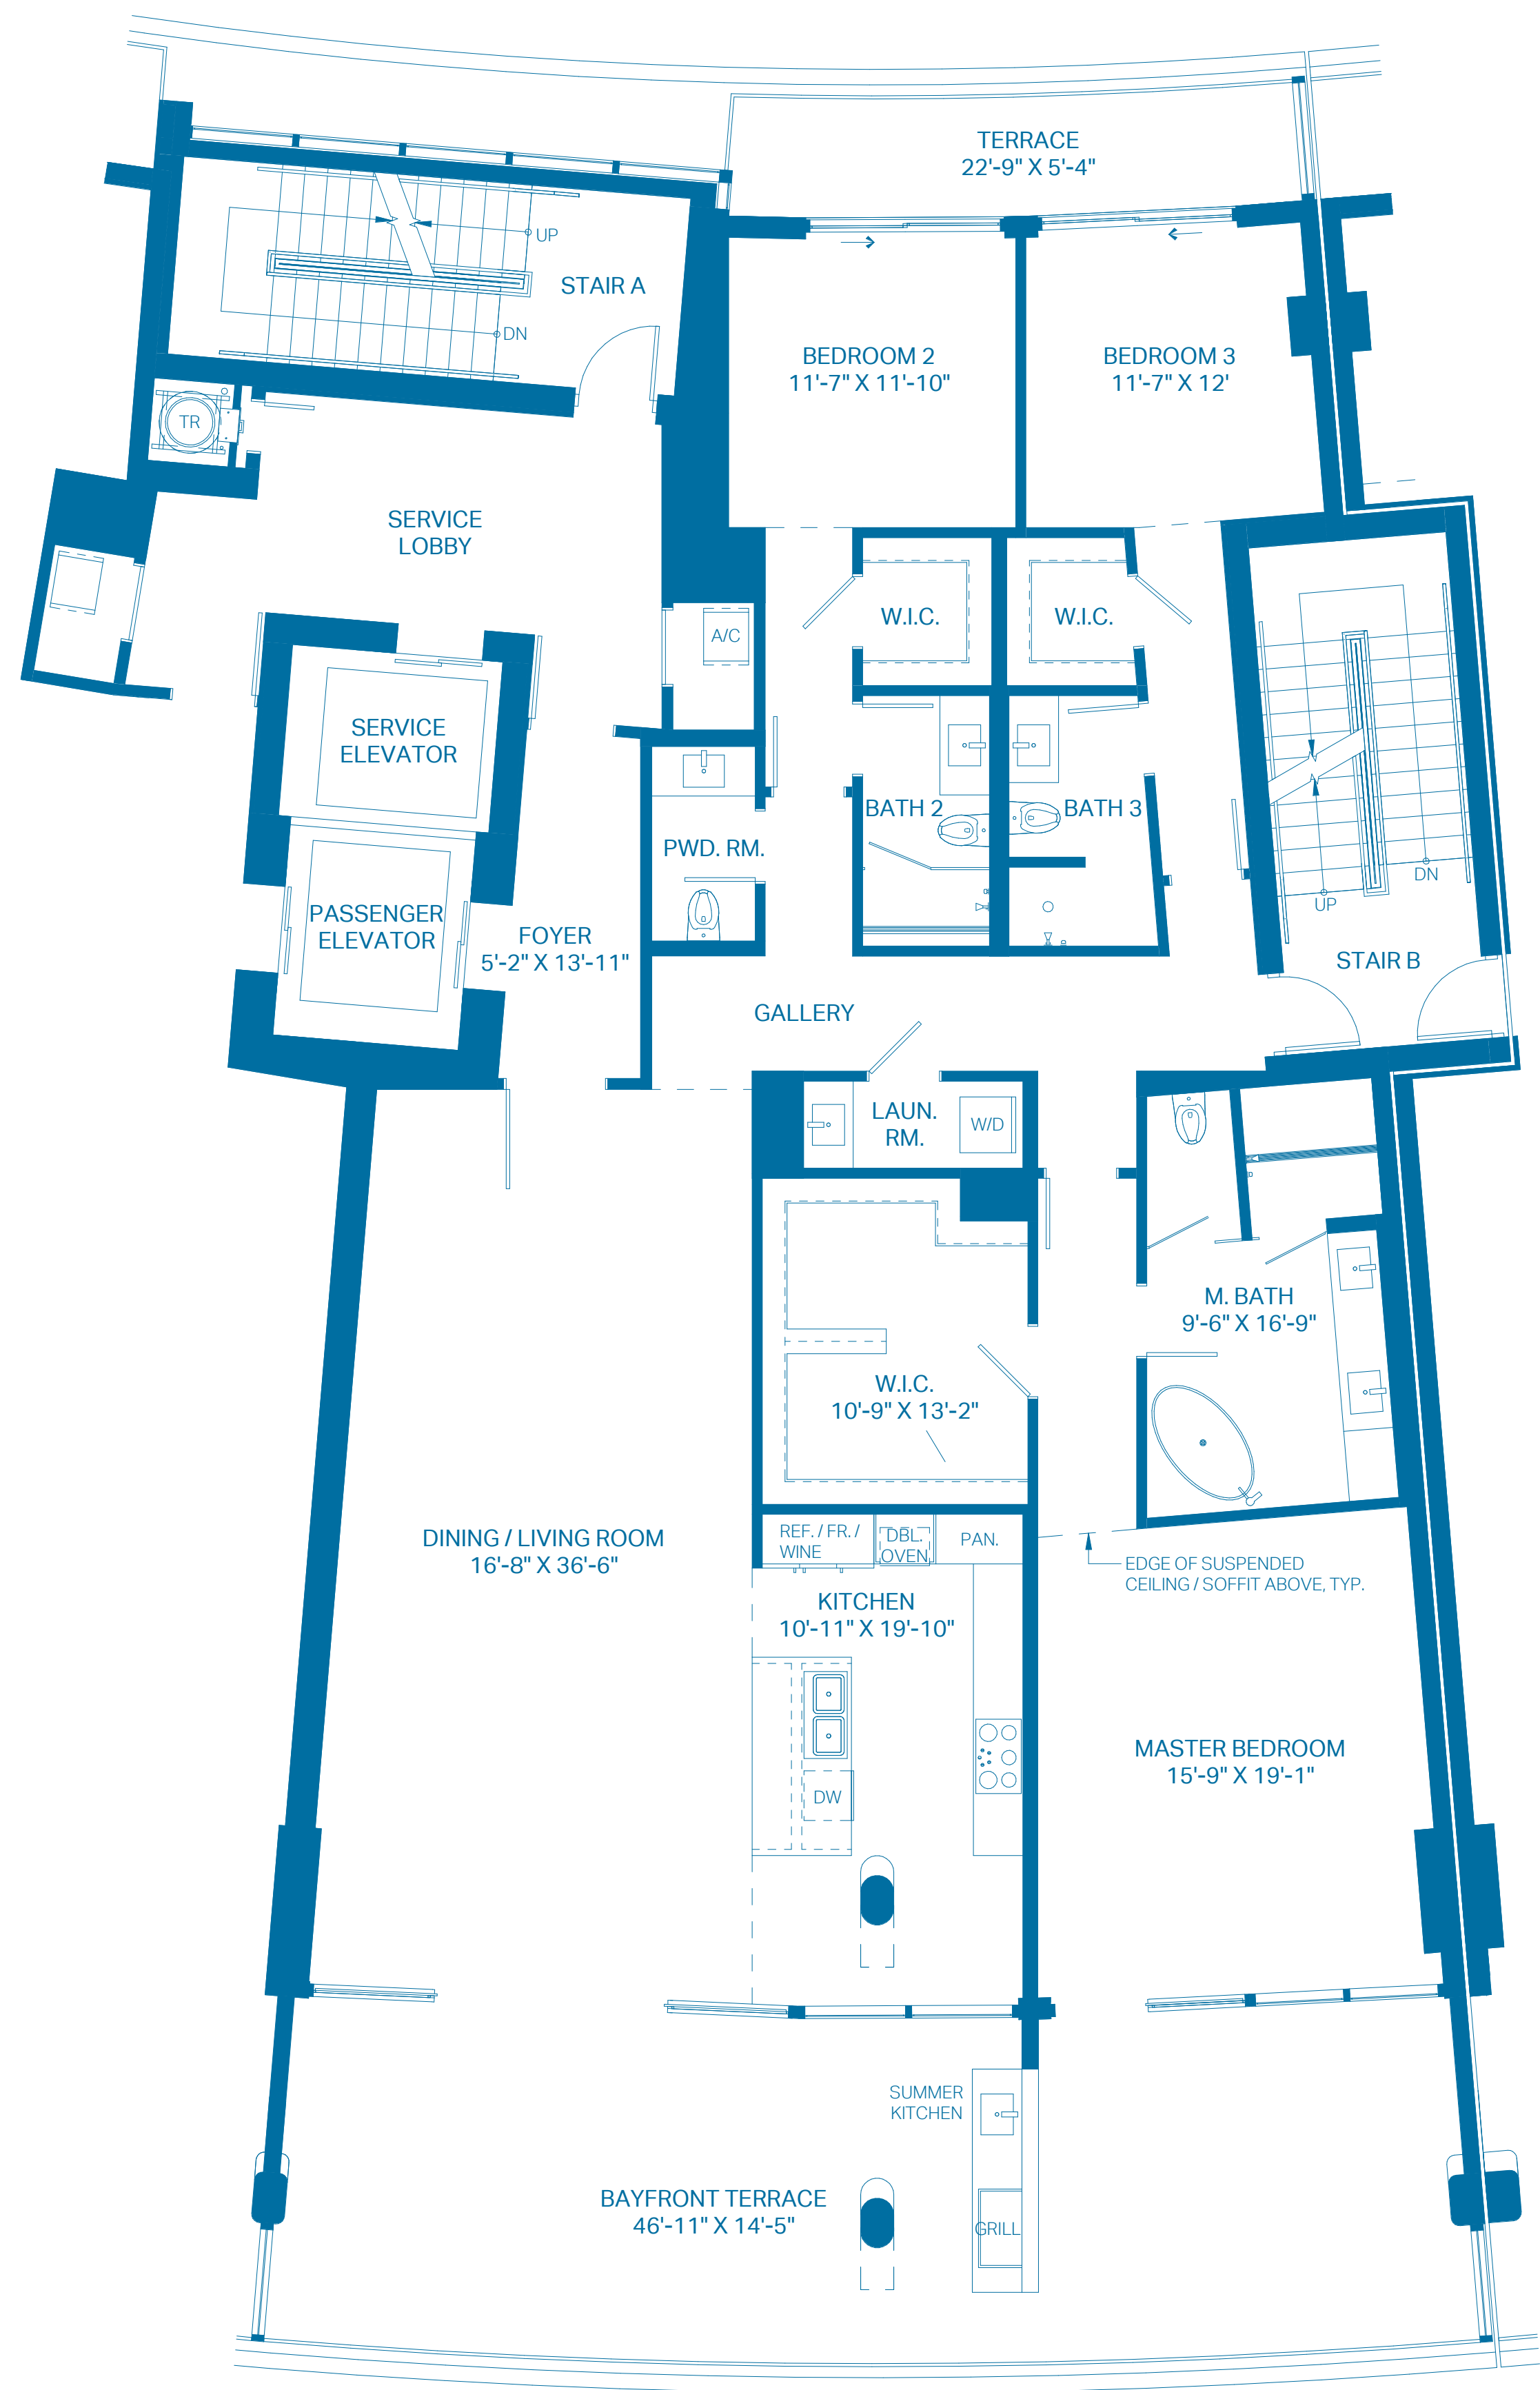 TERRACE
22'-9" X 5'-4"
UP
STAIR A
DN
BEDROOM 2
11'-7" X 11'-10"
BEDROOM 3
11'-7" X 12'
TR
SERVICE
LOBBY
A/C
W.I.C.
W.I.C.
SERVICE
ELEVATOR
BATH 2
BATH 3
PWD. RM.
DN
UP
PASSENGER
ELEVATOR
FOYER
5'-2" X 13'-11"
STAIR B
GALLERY
LAUN.
RM.
W/D
M. BATH
9'-6" X 16'-9"
W.I.C.
10'-9" X 13'-2"
DINING / LIVING ROOM
16'-8" X 36'-6"
REF. / FR. /
WINE
DBL.
OVEN
PAN.
EDGE OF SUSPENDED
CEILING / SOFFIT ABOVE, TYP.
KITCHEN
10'-11" X 19'-10"
MASTER BEDROOM
15'-9" X 19'-1"
DW
SUMMER
KITCHEN
BAYFRONT TERRACE
46'-11" X 14'-5"
GRILL